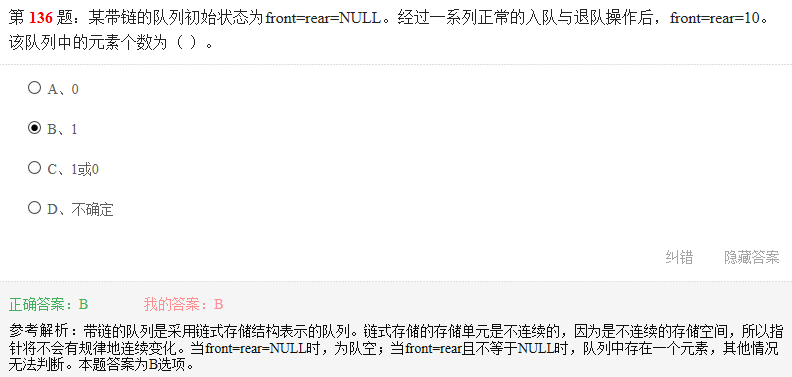 第 136 题：某带链的队列初始状态为front=rear=NULL。经过一系列正常的入队与退队操作后，front=rear=10。
该队列中的元素个数为（ ）。
A、0
B、1
C、1或0
D、不确定
纠错 隐藏答案
正确答案：B 我的答案：B
参考解析：带链的队列是采用链式存储结构表示的队列。链式存储的存储单元是不连续的，因为是不连续的存储空间，所以指
针将不会有规律地连续变化。当front=rear=NULL时，为队空；当front=rear且不等于NULL时，队列中存在一个元素，其他情况
无法判断。本题答案为B选项。